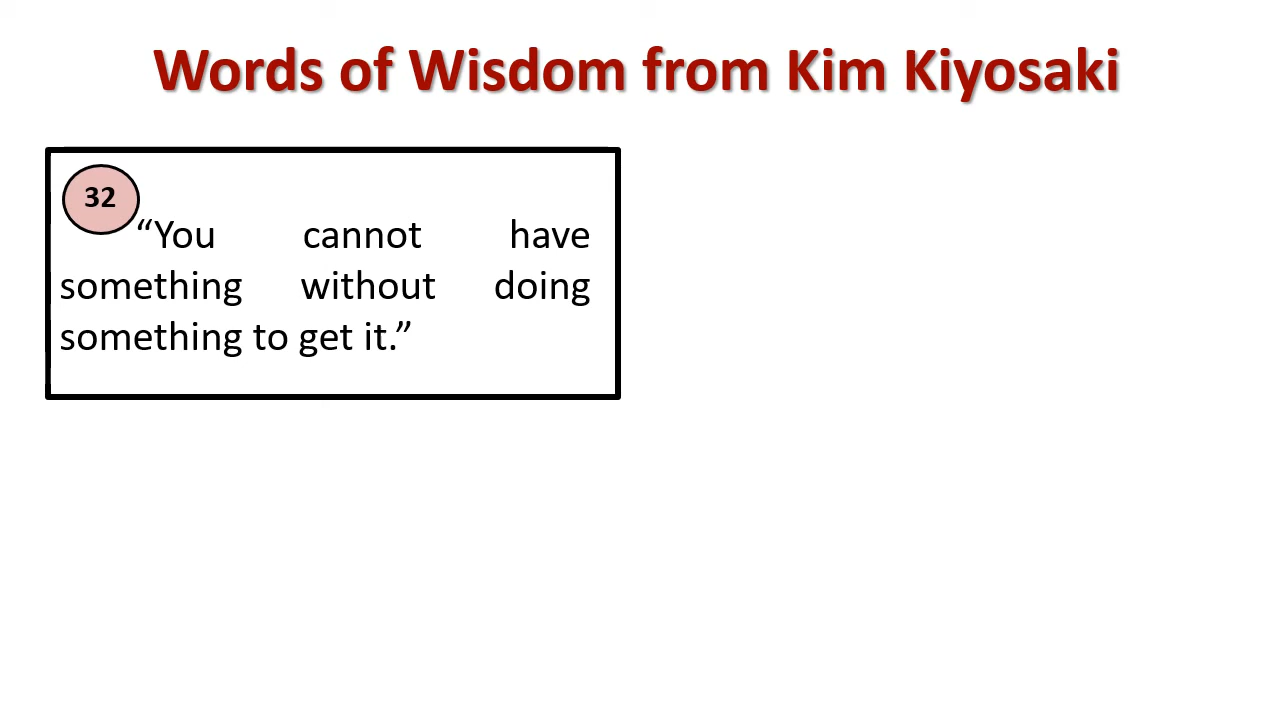 Words of Wisdom from Kim Kiyosaki
32
“You cannot have
something without doing
something to get it.”